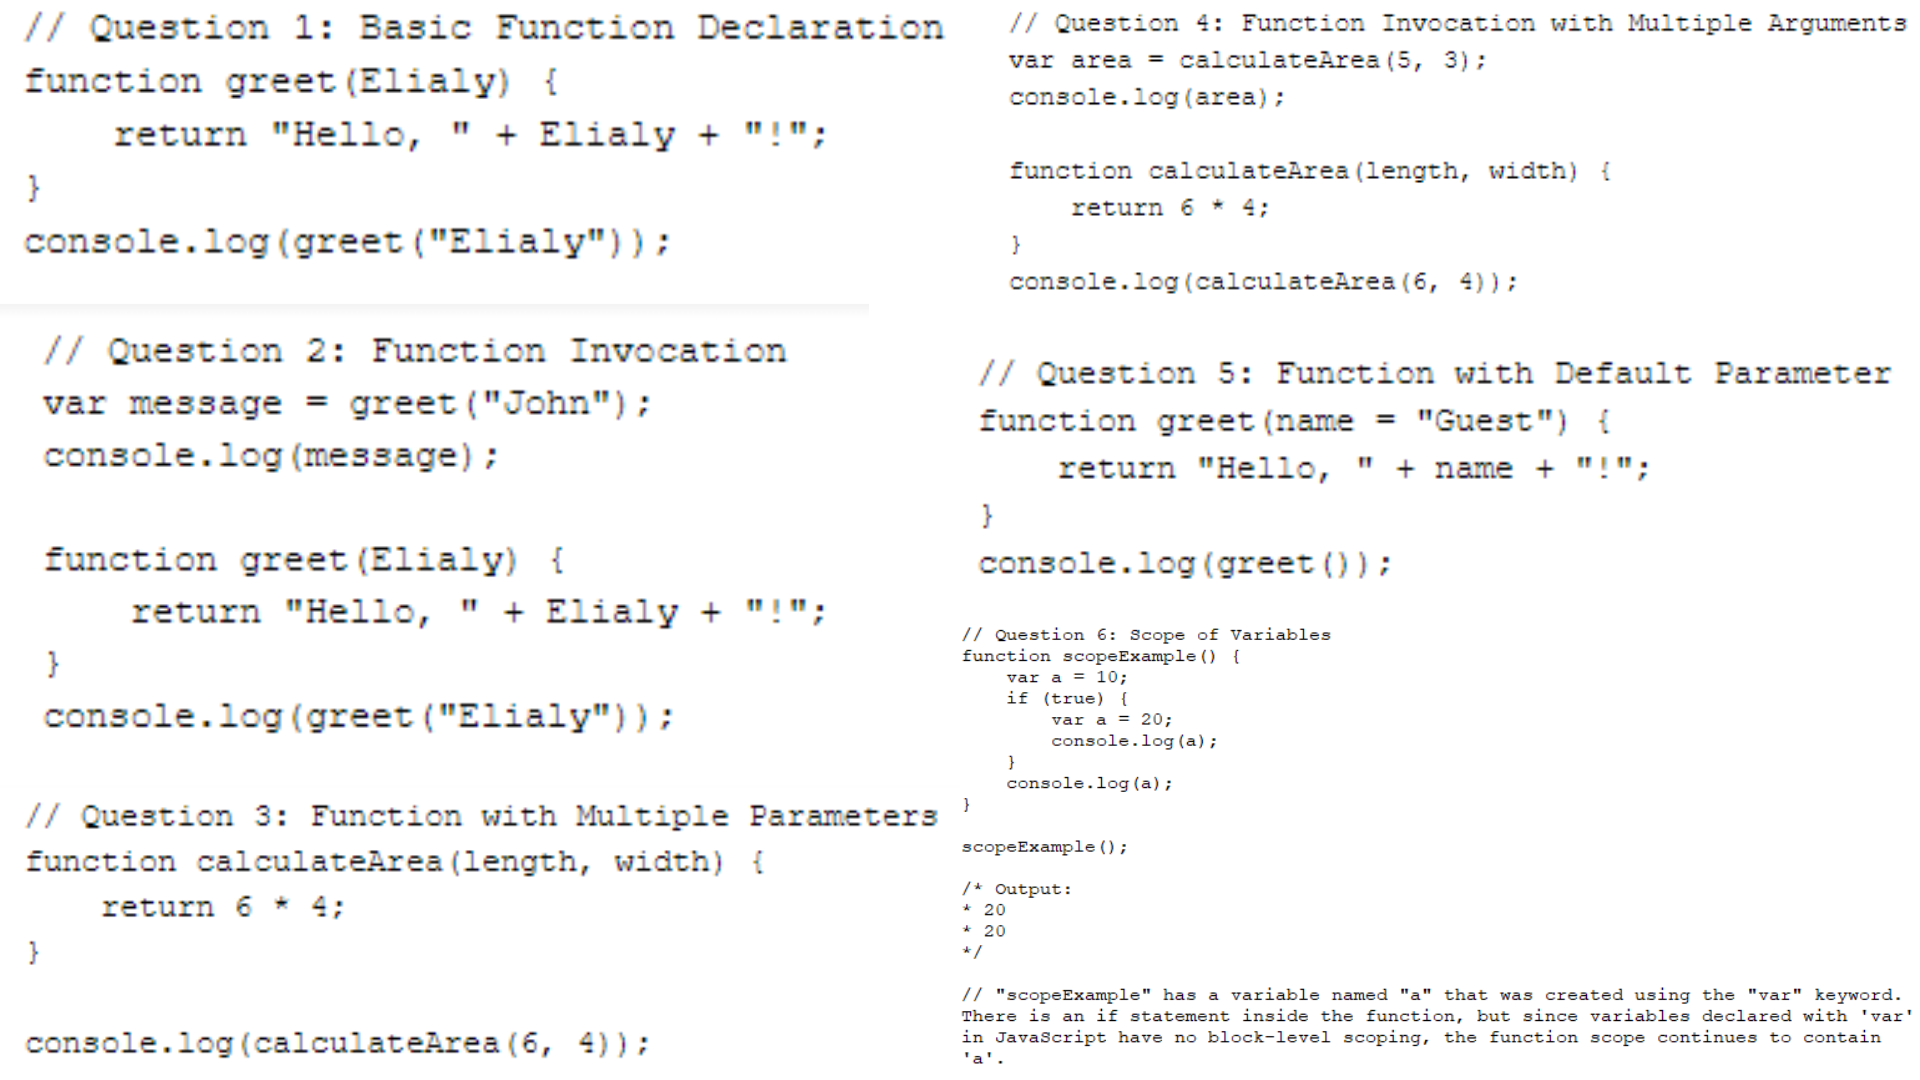 // Question 1: Basic Function Declaration
function greet(Elialy) {
    return "Hello, " + Elialy + "!";
}
console.log(greet("Elialy"));
// Question 2: Function Invocation
var message = greet("John");
console.log(message);
function greet(Elialy) {
    return "Hello, " + Elialy + "!";
}
console.log(greet("Elialy"));
// Question 3: Function with Multiple Parameters
function calculateArea(length, width) {
    return 6 * 4;
}
console.log(calculateArea(6, 4));
// Question 4: Function Invocation with Multiple Arguments
var area = calculateArea(5, 3);
console.log(area);
function calculateArea(length, width) {
    return 6 * 4;
}
console.log(calculateArea(6, 4));
// Question 5: Function with Default Parameter
function greet(name = "Guest") {
    return "Hello, " + name + "!";
}
console.log(greet());
// Question 6: Scope of Variables
function scopeExample() {
    var a = 10;
    if (true) {
        var a = 20;
        console.log(a);
    }
    console.log(a);
}
scopeExample();
/* Output:
* 20
* 20
*/
// "scopeExample" has a variable named "a" that was created using the "var" keyword.
There is an if statement inside the function, but since variables declared with 'var'
in JavaScript have no block-level scoping, the function scope continues to contain
'a'.